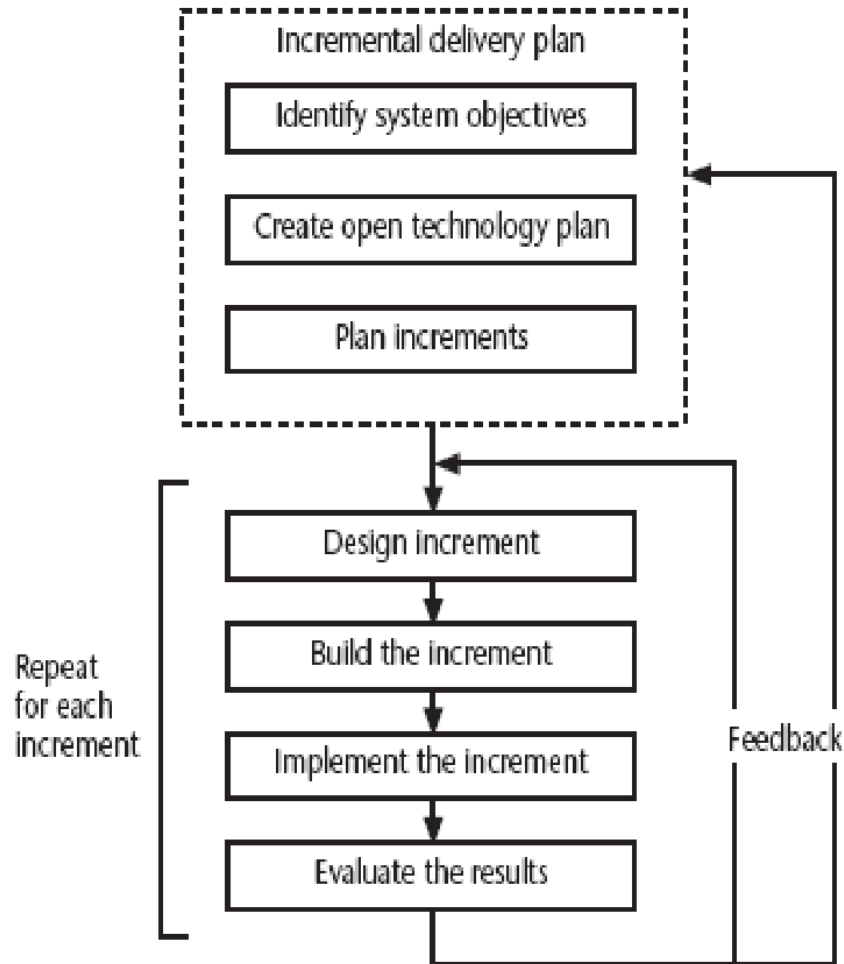 Incremental delivery plan
Identify system objectives
Create open technology plan
Plan increments
Design increment
Build the increment
Repeat
for each
increment
Implement the increment
Feedback
Evaluate the results